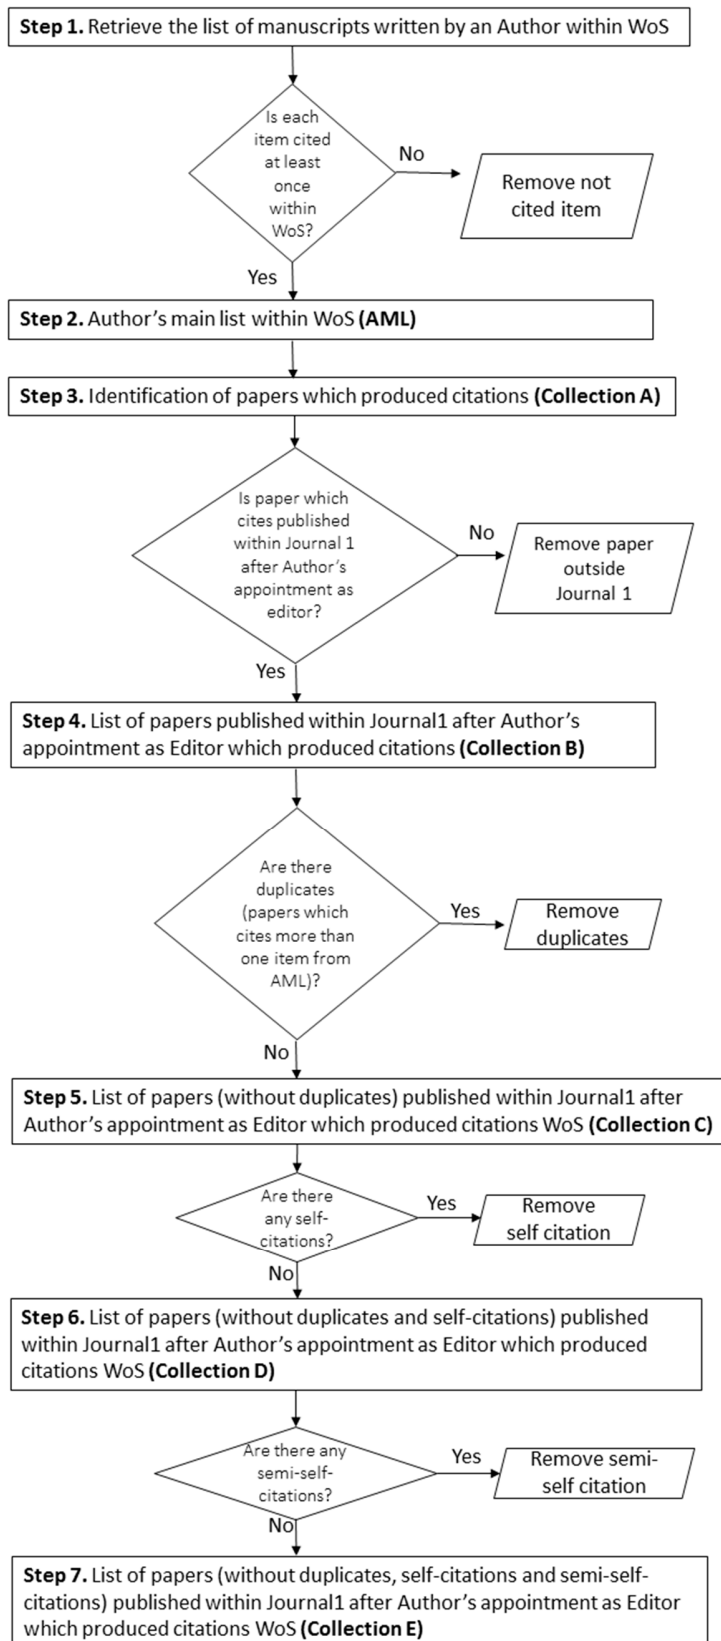 Step 1. Retrieve the list of manuscripts written by an Author within WoS
Is each
item cited
at least
once
within
WoS?
No
Remove not
cited item
Yes
Step 2. Author's main list within WoS (AML)
Step 3. Identification of papers which produced citations (Collection A)
Is paper which
cites published
within Journal 1
after Author's
appointment as
editor?
No
Remove paper
outside
Journal 1
Yes
Step 4. List of papers published within Journal1 after Author's
appointment as Editor which produced citations (Collection B)
Are there
duplicates
(papers which
cites more than
one item from
AML)?
Yes
Remove
duplicates
No
Step 5. List of papers (without duplicates) published within Journal1 after
Author's appointment as Editor which produced citations WoS (Collection C)
Are there
any self-
citations?
Yes
Remove
self citation
No
Step 6. List of papers (without duplicates and self-citations) published
within Journal1 after Author's appointment as Editor which produced
citations WoS (Collection D)
Are there any
semi-self-
citations?
Yes
Remove semi-
self citation
No
Step 7. List of papers (without duplicates, self-citations and semi-self-
citations) published within Journal1 after Author's appointment as Editor
which produced citations WoS (Collection E)